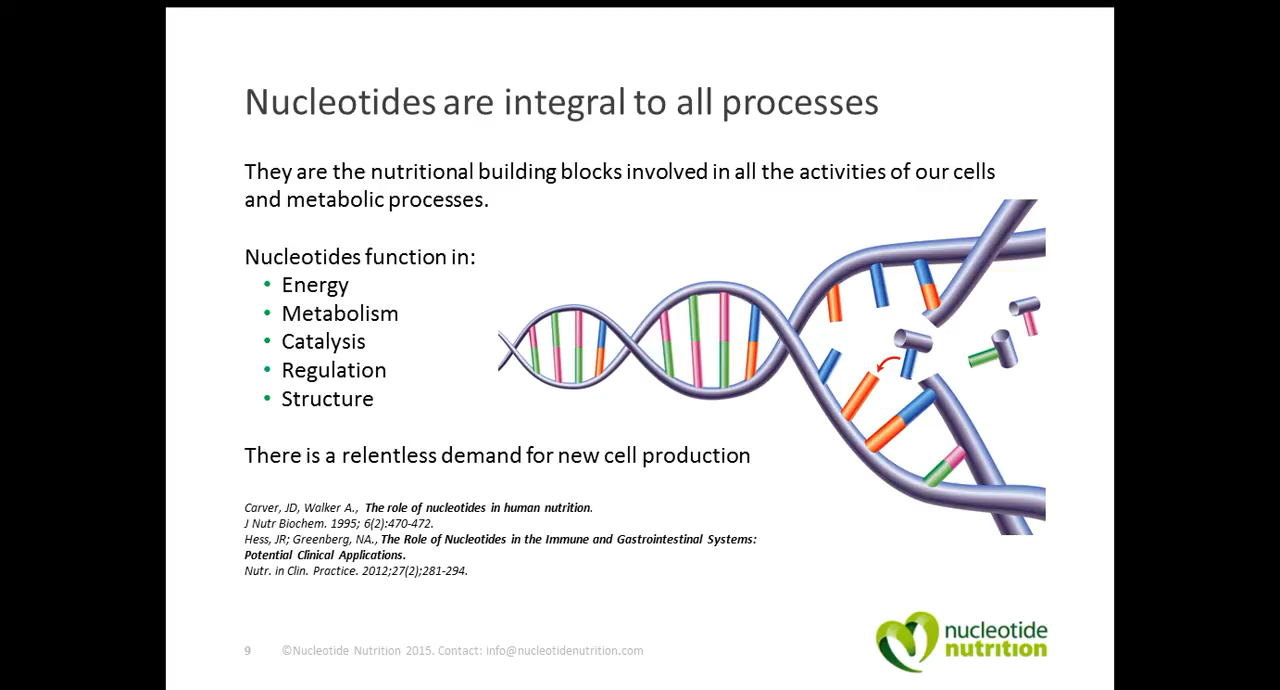 Nucleotides are integral to all processes
They are the nutritional building blocks involved in all the activities of our cells
and metabolic processes.
Nucleotides function in:
• Energy
• Metabolism
• Catalysis
• Regulation
• Structure
There is a relentless demand for new cell production
Carver, JD, Walker A., The role of nucleotides in human nutrition.
J Nutr Biochem. 1995; 6(2):470-472.
Hess, JR; Greenberg, NA., The Role of Nucleotides in the Immune and Gastrointestinal Systems:
Potential Clinical Applications.
Nutr. in Clin. Practice. 2012;27(2);281-294.
9 ©Nucleotide Nutrition 2015. Contact: info@nucleotidenutrition.com
nucleotide
nutrition